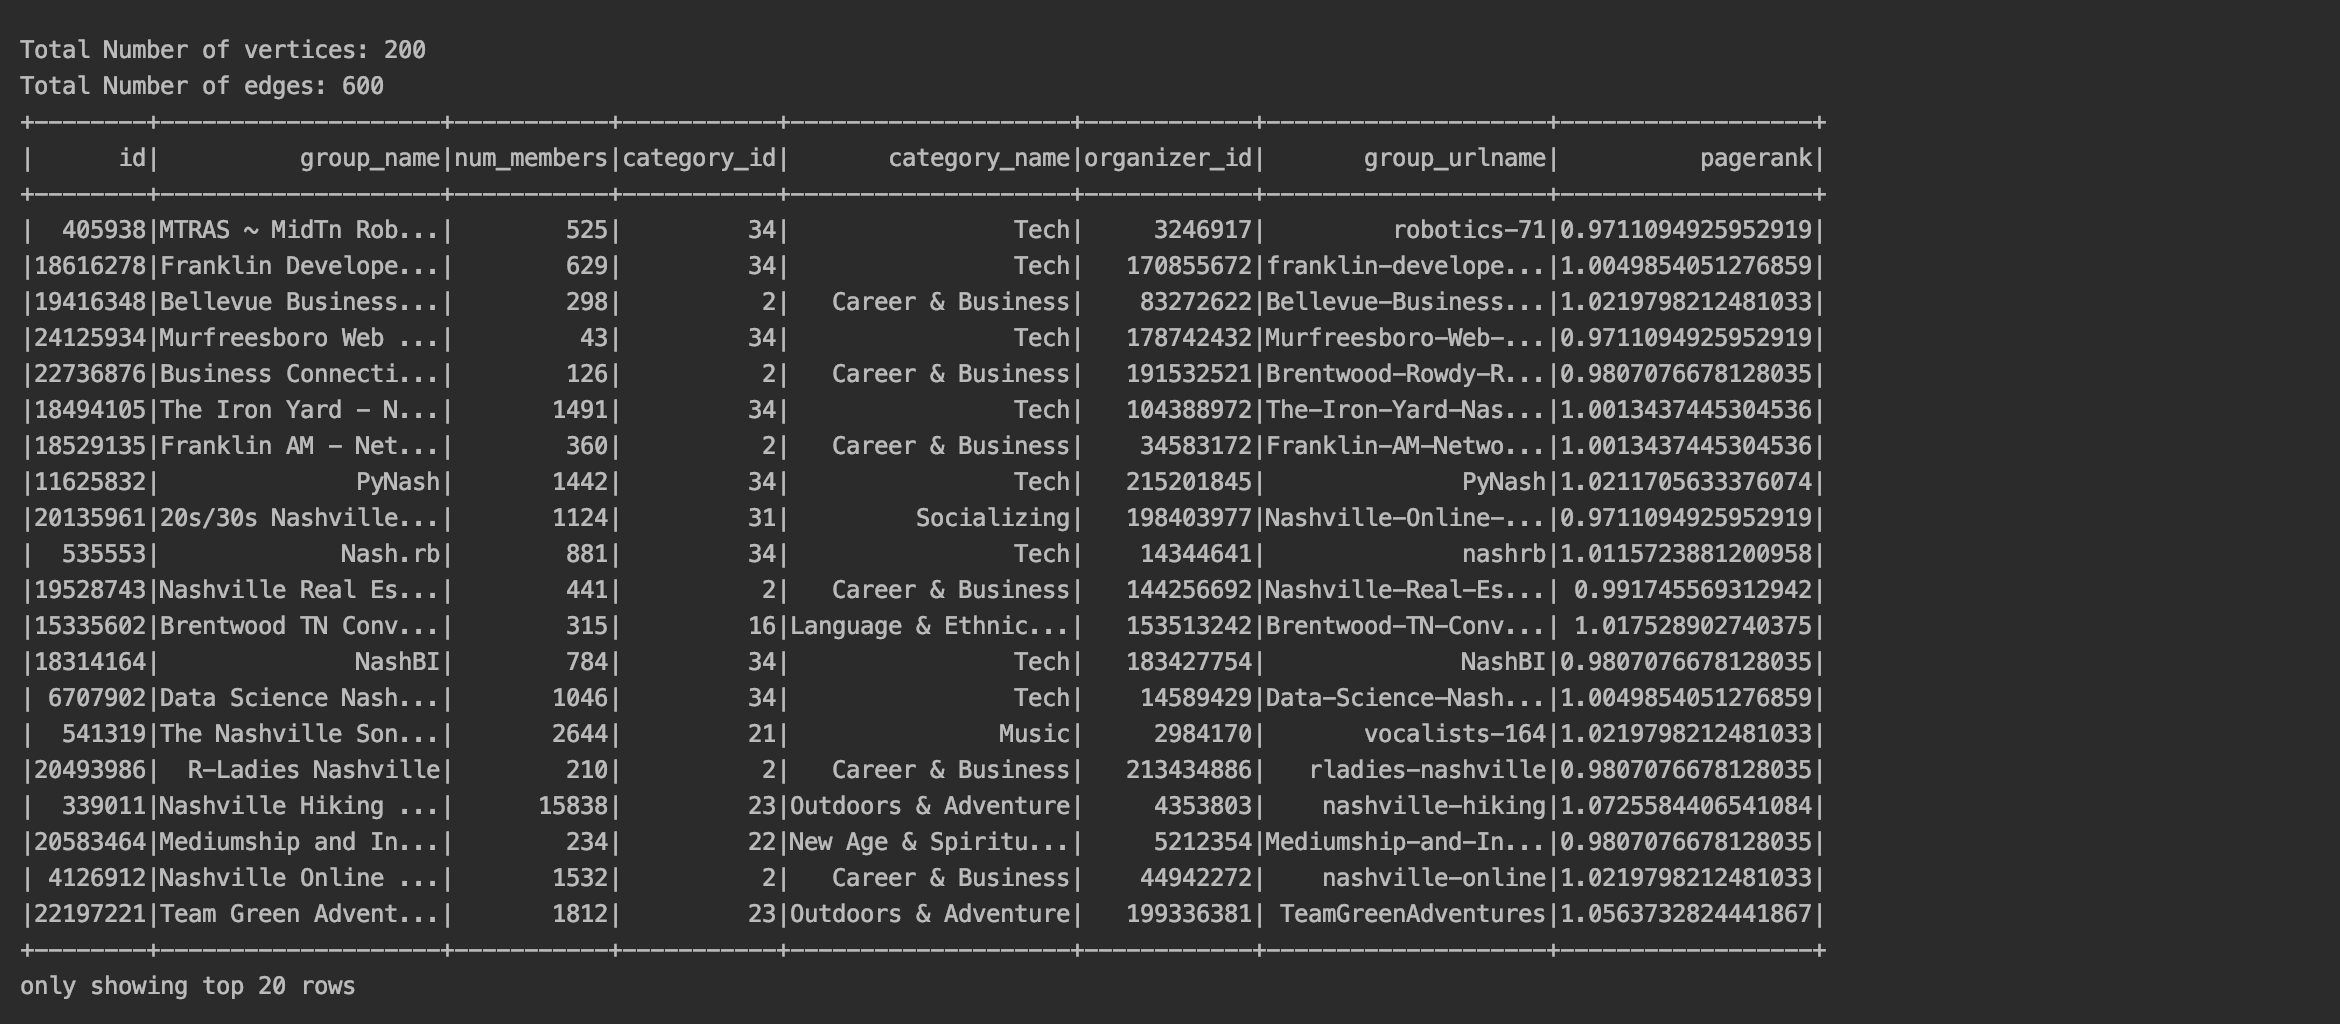 Total Number of vertices: 200
Total Number of edges: 600
+--------+--------------------+-----------+-----------+--------------------+------------+--------------------+------------------+
|      id|          group_name|num_members|category_id|       category_name|organizer_id|       group_urlname|          pagerank|
+--------+--------------------+-----------+-----------+--------------------+------------+--------------------+------------------+
|  405938|MTRAS ~ MidTn Rob...|        525|         34|                Tech|     3246917|         robotics-71|0.9711094925952919|
|18616278|Franklin Develope...|        629|         34|                Tech|   170855672|franklin-develope...|1.0049854051276859|
|19416348|Bellevue Business...|        298|          2|   Career & Business|    83272622|Bellevue-Business...|1.0219798212481033|
|24125934|Murfreesboro Web ...|         43|         34|                Tech|   178742432|Murfreesboro-Web-...|0.9711094925952919|
|22736876|Business Connecti...|        126|          2|   Career & Business|   191532521|Brentwood-Rowdy-R...|0.9807076678128035|
|18494105|The Iron Yard - N...|       1491|         34|                Tech|   104388972|The-Iron-Yard-Nas...|1.0013437445304536|
|18529135|Franklin AM - Net...|        360|          2|   Career & Business|    34583172|Franklin-AM-Netwo...|1.0013437445304536|
|11625832|              PyNash|       1442|         34|                Tech|   215201845|              PyNash|1.0211705633376074|
|20135961|20s/30s Nashville...|       1124|         31|         Socializing|   198403977|Nashville-Online-...|0.9711094925952919|
|  535553|             Nash.rb|        881|         34|                Tech|    14344641|              nashrb|1.0115723881200958|
|19528743|Nashville Real Es...|        441|          2|   Career & Business|   144256692|Nashville-Real-Es...| 0.991745569312942|
|15335602|Brentwood TN Conv...|        315|         16|Language & Ethnic...|   153513242|Brentwood-TN-Conv...| 1.017528902740375|
|18314164|              NashBI|        784|         34|                Tech|   183427754|              NashBI|0.9807076678128035|
| 6707902|Data Science Nash...|       1046|         34|                Tech|    14589429|Data-Science-Nash...|1.0049854051276859|
|  541319|The Nashville Son...|       2644|         21|               Music|     2984170|       vocalists-164|1.0219798212481033|
|20493986|  R-Ladies Nashville|        210|          2|   Career & Business|   213434886|   rladies-nashville|0.9807076678128035|
|  339011|Nashville Hiking ...|      15838|         23|Outdoors & Adventure|     4353803|    nashville-hiking|1.0725584406541084|
|20583464|Mediumship and In...|        234|         22|New Age & Spiritu...|     5212354|Mediumship-and-In...|0.9807076678128035|
| 4126912|Nashville Online ...|       1532|          2|   Career & Business|    44942272|    nashville-online|1.0219798212481033|
|22197221|Team Green Advent...|       1812|         23|Outdoors & Adventure|   199336381| TeamGreenAdventures|1.0563732824441867|
+--------+--------------------+-----------+-----------+--------------------+------------+--------------------+------------------+
only showing top 20 rows